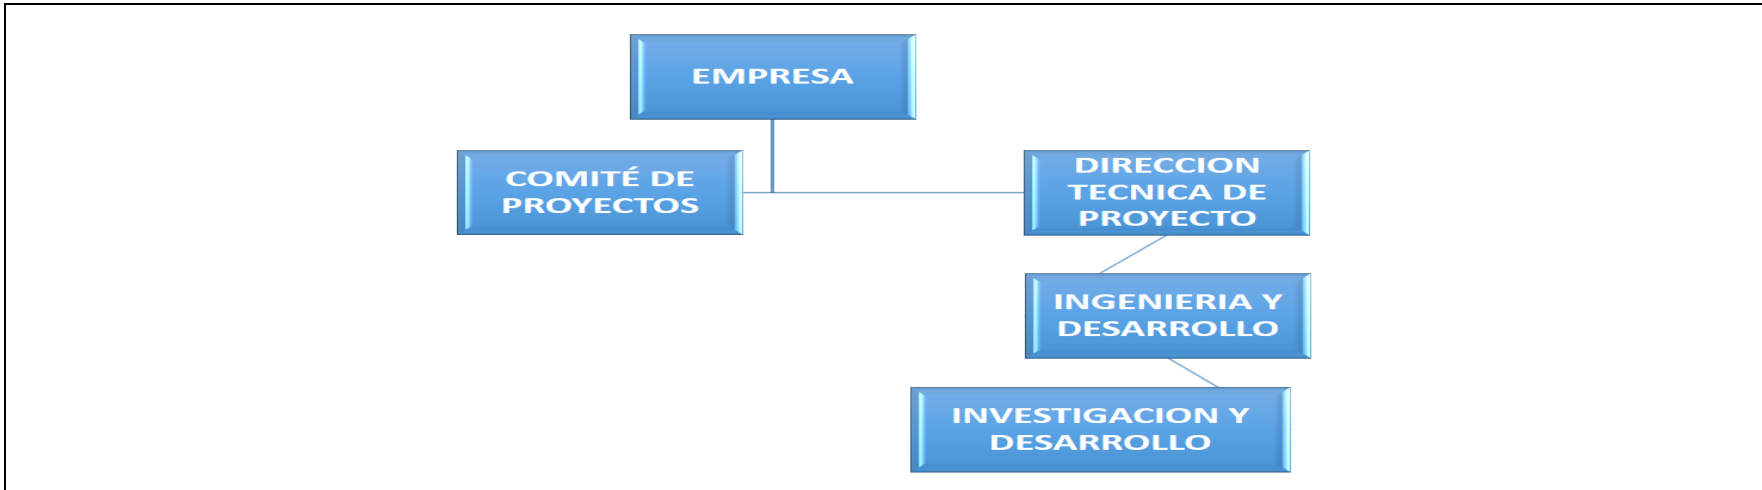 EMPRESA
COMITÉ DE
PROYECTOS
DIRECCION
TECNICA DE
PROYECTO
INGENIERIA Y
DESARROLLO
INVESTIGACION Y
DESARROLLO